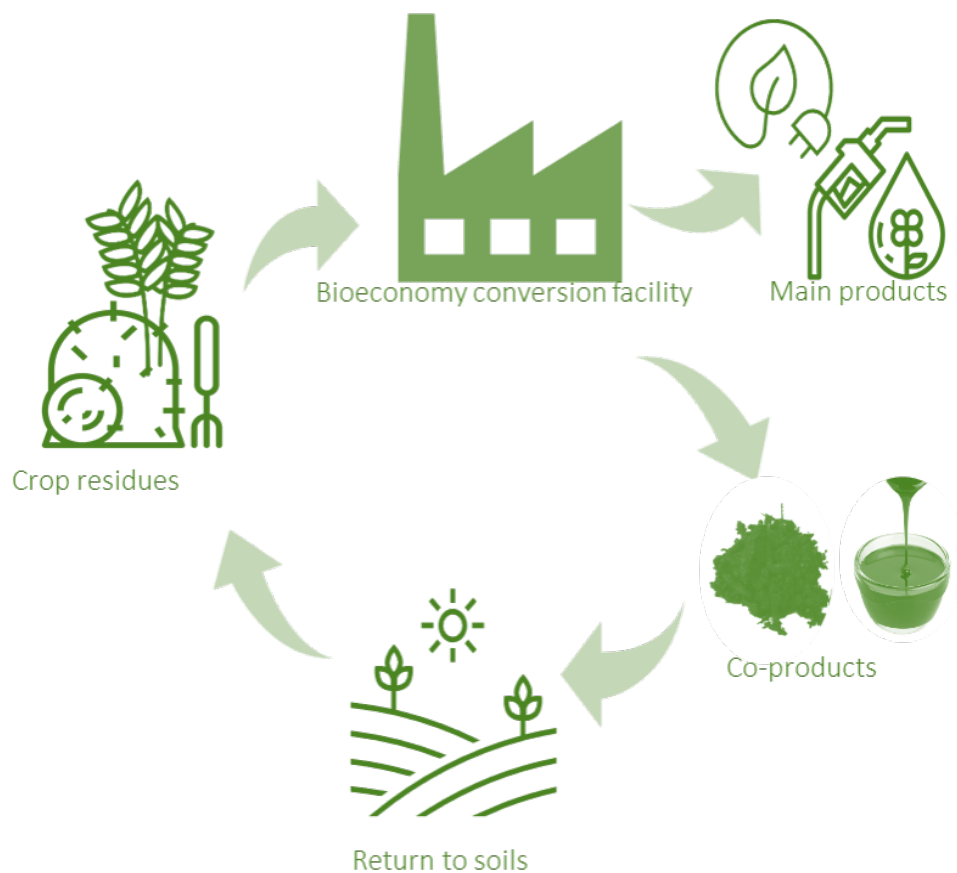 Bioeconomy conversion facility
Main products
Crop residues
Co-products
Return to soils